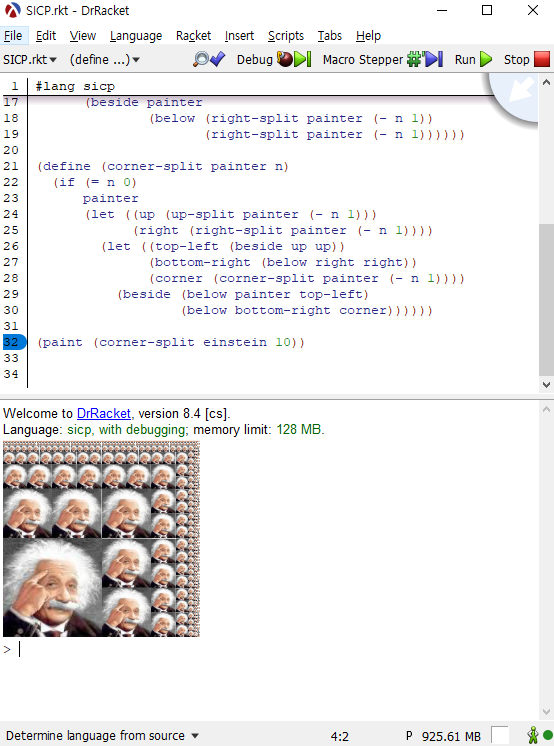 SICP.rkt - DrRacket
File Edit View Language Racket Insert Scripts Tabs Help
SICP.rkt (define ...) Debug Macro Stepper Run Stop
1 #lang sicp
17 (beside painter
18 (below (right-split painter (- n 1))
19 (right-split painter (- n 1))))))
20
21 (define (corner-split painter n)
22 (if (= n 0)
23 painter
24 (let ((up (up-split painter (- n 1)))
25 (right (right-split painter (- n 1))))
26 (let ((top-left (beside up up))
27 (bottom-right (below right right))
28 (corner (corner-split painter (- n 1))))
29 (beside (below painter top-left)
30 (below bottom-right corner))))))
31
32 (paint (corner-split einstein 10))
33
34
Welcome to DrRacket, version 8.4 [cs].
Language: sicp, with debugging; memory limit: 128 MB.
>
Determine language from source 4:2 P 925.61 MB